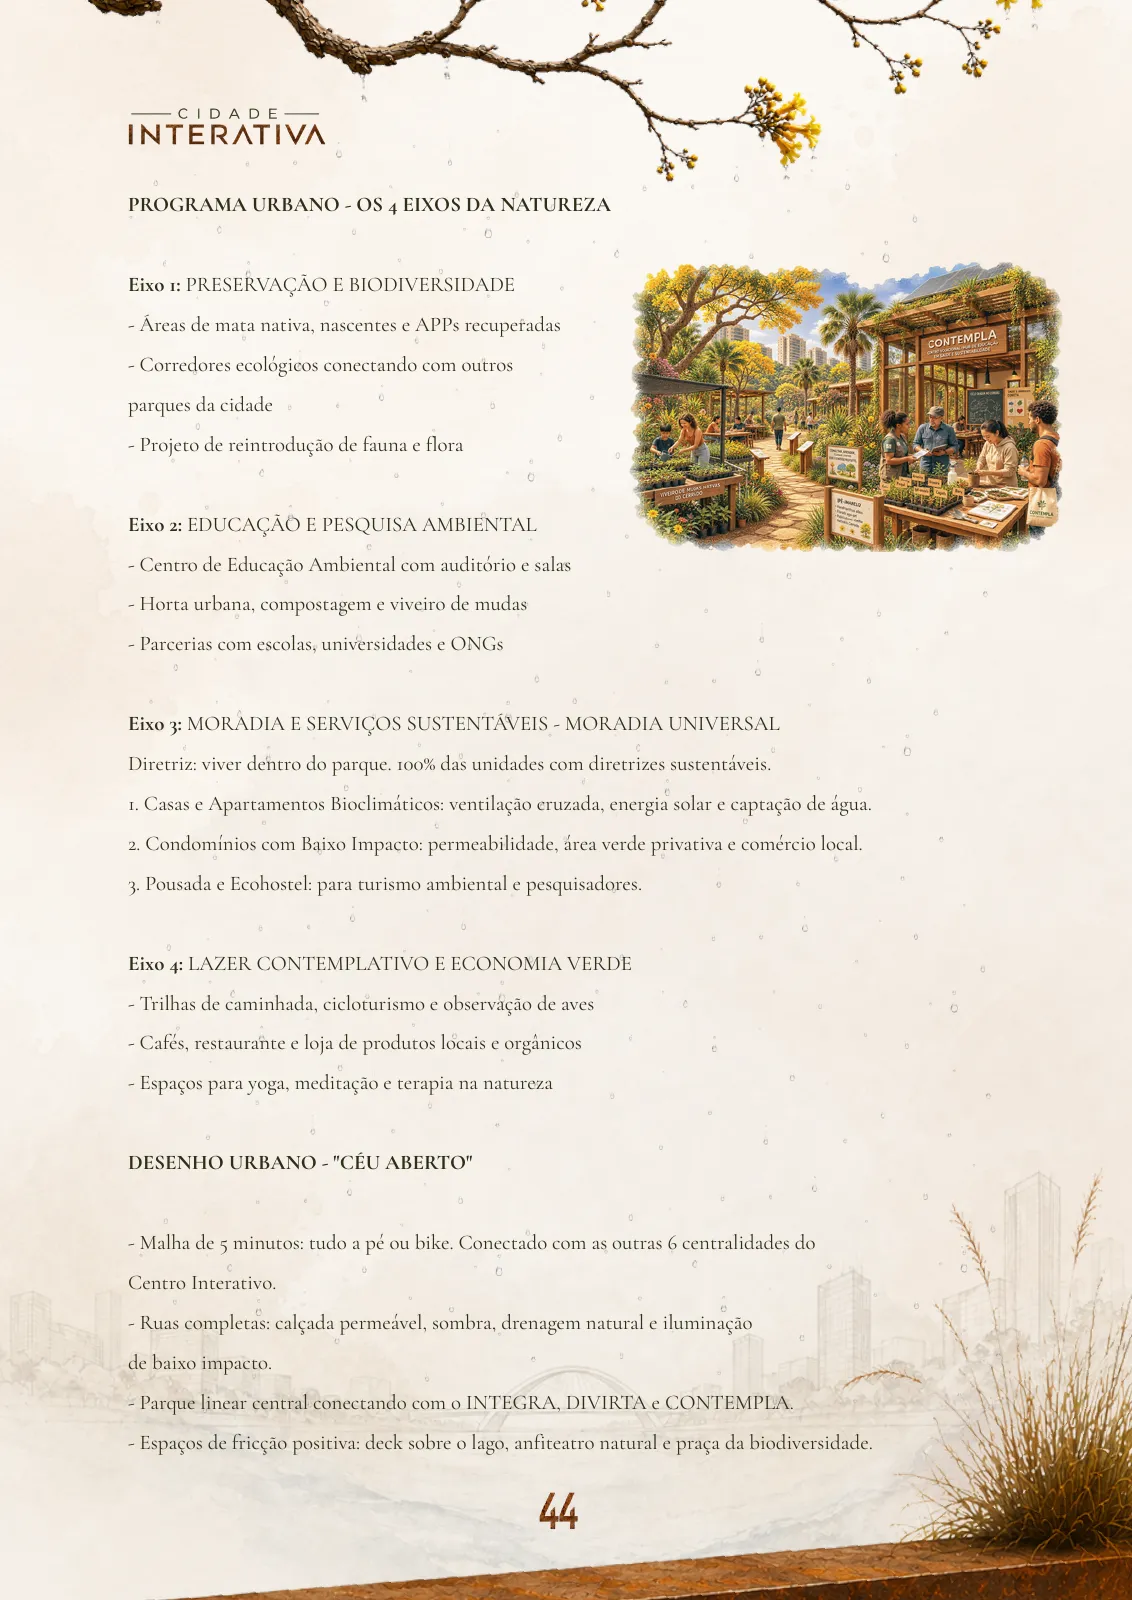 CIDADE
INTERATIVA
PROGRAMA URBANO - OS 4 EIXOS DA NATUREZA
Eixo 1: PRESERVAÇÃO E BIODIVERSIDADE
- Áreas de mata nativa, nascentes e APPs recuperadas
- Corredores ecológicos conectando com outros
parques da cidade
- Projeto de reintrodução de fauna e flora
CONTEMPLA
VIVEIRO DE MUDAS NATIVAS
DO CERRADO
IPÊ-AMARELO
CONTEMPLA
Eixo 2: EDUCAÇÃO E PESQUISA AMBIENTAL
- Centro de Educação Ambiental com auditório e salas
- Horta urbana, compostagem e viveiro de mudas
- Parcerias com escolas, universidades e ONGs
Eixo 3: MORADIA E SERVIÇOS SUSTENTÁVEIS - MORADIA UNIVERSAL
Diretriz: viver dentro do parque. 100% das unidades com diretrizes sustentáveis.
1. Casas e Apartamentos Bioclimáticos: ventilação cruzada, energia solar e captação de água.
2. Condomínios com Baixo Impacto: permeabilidade, área verde privativa e comércio local.
3. Pousada e Ecohostel: para turismo ambiental e pesquisadores.
Eixo 4: LAZER CONTEMPLATIVO E ECONOMIA VERDE
- Trilhas de caminhada, cicloturismo e observação de aves
- Cafés, restaurante e loja de produtos locais e orgânicos
- Espaços para yoga, meditação e terapia na natureza
DESENHO URBANO - "CÉU ABERTO"
- Malha de 5 minutos: tudo a pé ou bike. Conectado com as outras 6 centralidades do
Centro Interativo.
- Ruas completas: calçada permeável, sombra, drenagem natural e iluminação
de baixo impacto.
- Parque linear central conectando com o INTEGRA, DIVIRTA e CONTEMPLA.
- Espaços de fricção positiva: deck sobre o lago, anfiteatro natural e praça da biodiversidade.
44